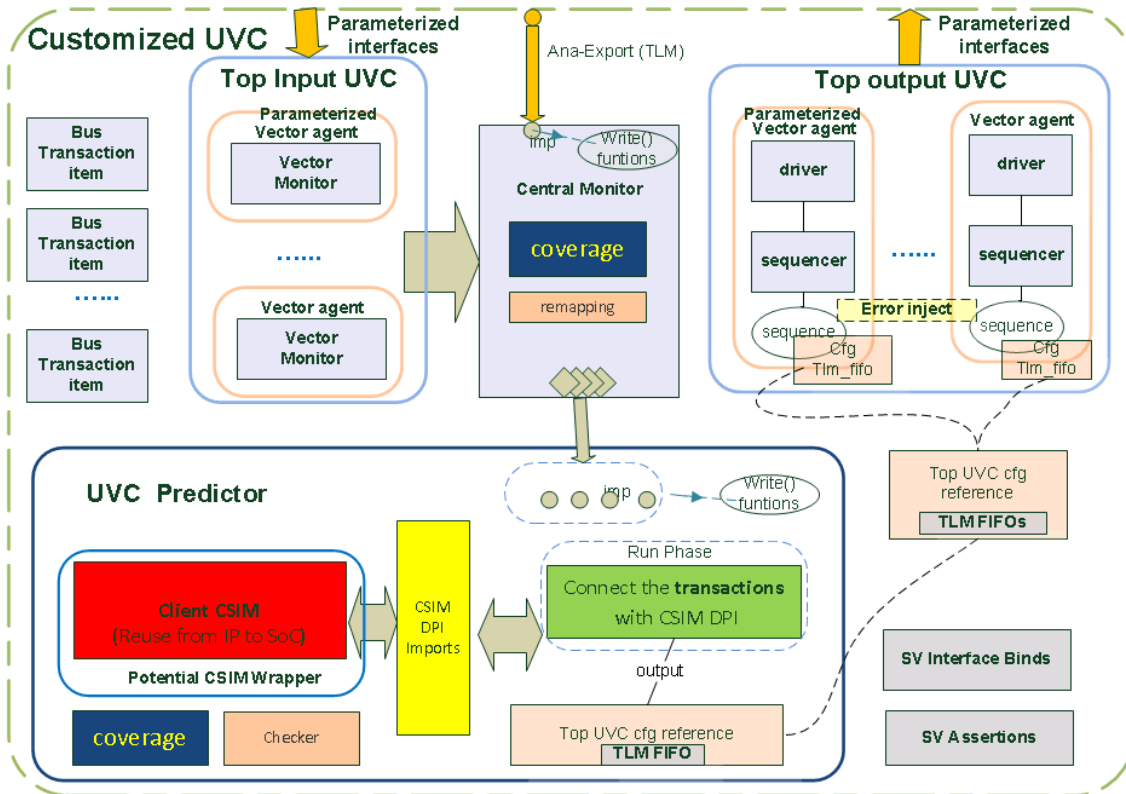 Customized UVC
Parameterized
interfaces
Ana-Export (TLM)
Parameterized
interfaces
Top Input UVC
Parameterized
Vector agent
Vector
Monitor
......
Vector agent
Vector
Monitor
Bus
Transaction
item
Bus
Transaction
item
......
Bus
Transaction
item
imp
Write()
funtions
Central Monitor
coverage
remapping
Top output UVC
Parameterized
Vector agent
driver
sequencer
sequence
Cfg
Tlm_fifo
......
Error inject
Vector agent
driver
sequencer
sequence
Cfg
Tlm_fifo
UVC Predictor
imp
Write()
funtions
Client CSIM
(Reuse from IP to SoC)
Potential CSIM Wrapper
CSIM
DPI
Imports
Run Phase
Connect the transactions
with CSIM DPI
output
coverage
Checker
Top UVC cfg reference
TLM FIFO
Top UVC cfg
reference
TLM FIFOs
SV Interface Binds
SV Assertions